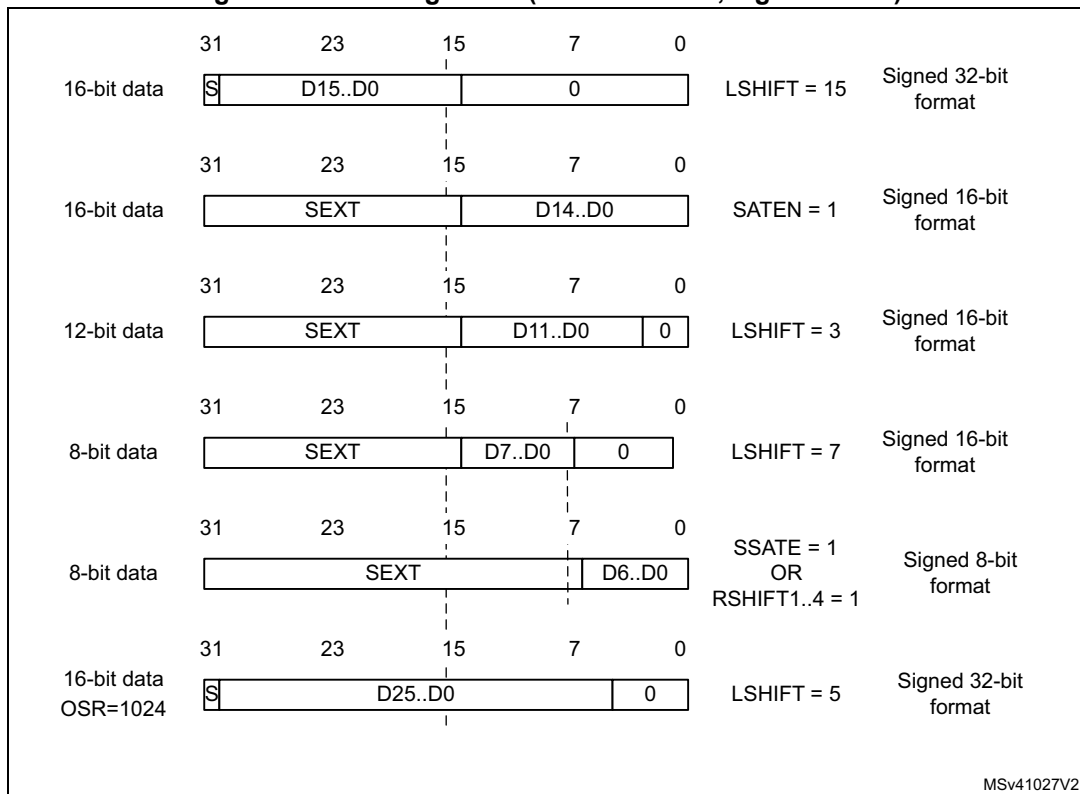 31 23 15 7 0
16-bit data S D15..D0 0 LSHIFT = 15 Signed 32-bit
format
31 23 15 7 0
16-bit data SEXT D14..D0 SATEN = 1 Signed 16-bit
format
31 23 15 7 0
12-bit data SEXT D11..D0 0 LSHIFT = 3 Signed 16-bit
format
31 23 15 7 0
8-bit data SEXT D7..D0 0 LSHIFT = 7 Signed 16-bit
format
31 23 15 7 0
8-bit data SEXT D6..D0 SSATE = 1
OR
RSHIFT1..4 = 1 Signed 8-bit
format
31 23 15 7 0
16-bit data
OSR=1024 S D25..D0 0 LSHIFT = 5 Signed 32-bit
format
MSv41027V2